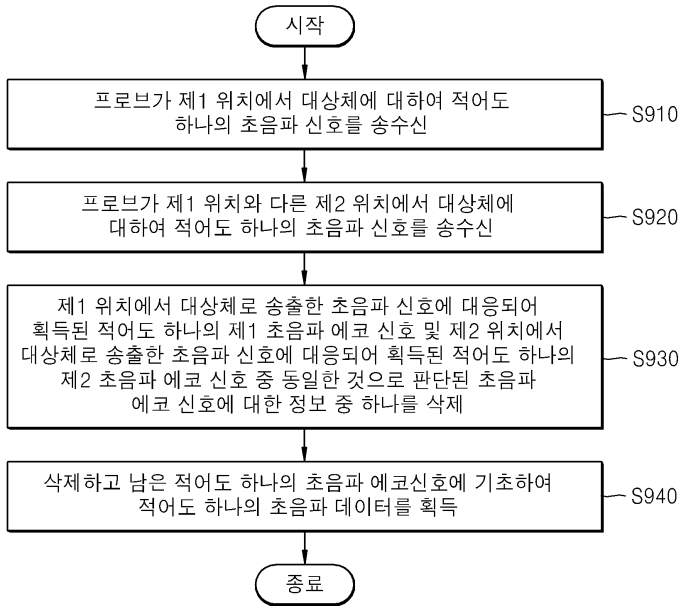 시작
프로브가 제1 위치에서 대상체에 대하여 적어도
하나의 초음파 신호를 송수신
S910
프로브가 제1 위치와 다른 제2 위치에서 대상체에
대하여 적어도 하나의 초음파 신호를 송수신
S920
제1 위치에서 대상체로 송출한 초음파 신호에 대응되어
획득된 적어도 하나의 제1 초음파 에코 신호 및 제2 위치에서
대상체로 송출한 초음파 신호에 대응되어 획득된 적어도 하나의
제2 초음파 에코 신호 중 동일한 것으로 판단된 초음파
에코 신호에 대한 정보 중 하나를 삭제
S930
삭제하고 남은 적어도 하나의 초음파 에코신호에 기초하여
적어도 하나의 초음파 데이터를 획득
S940
종료